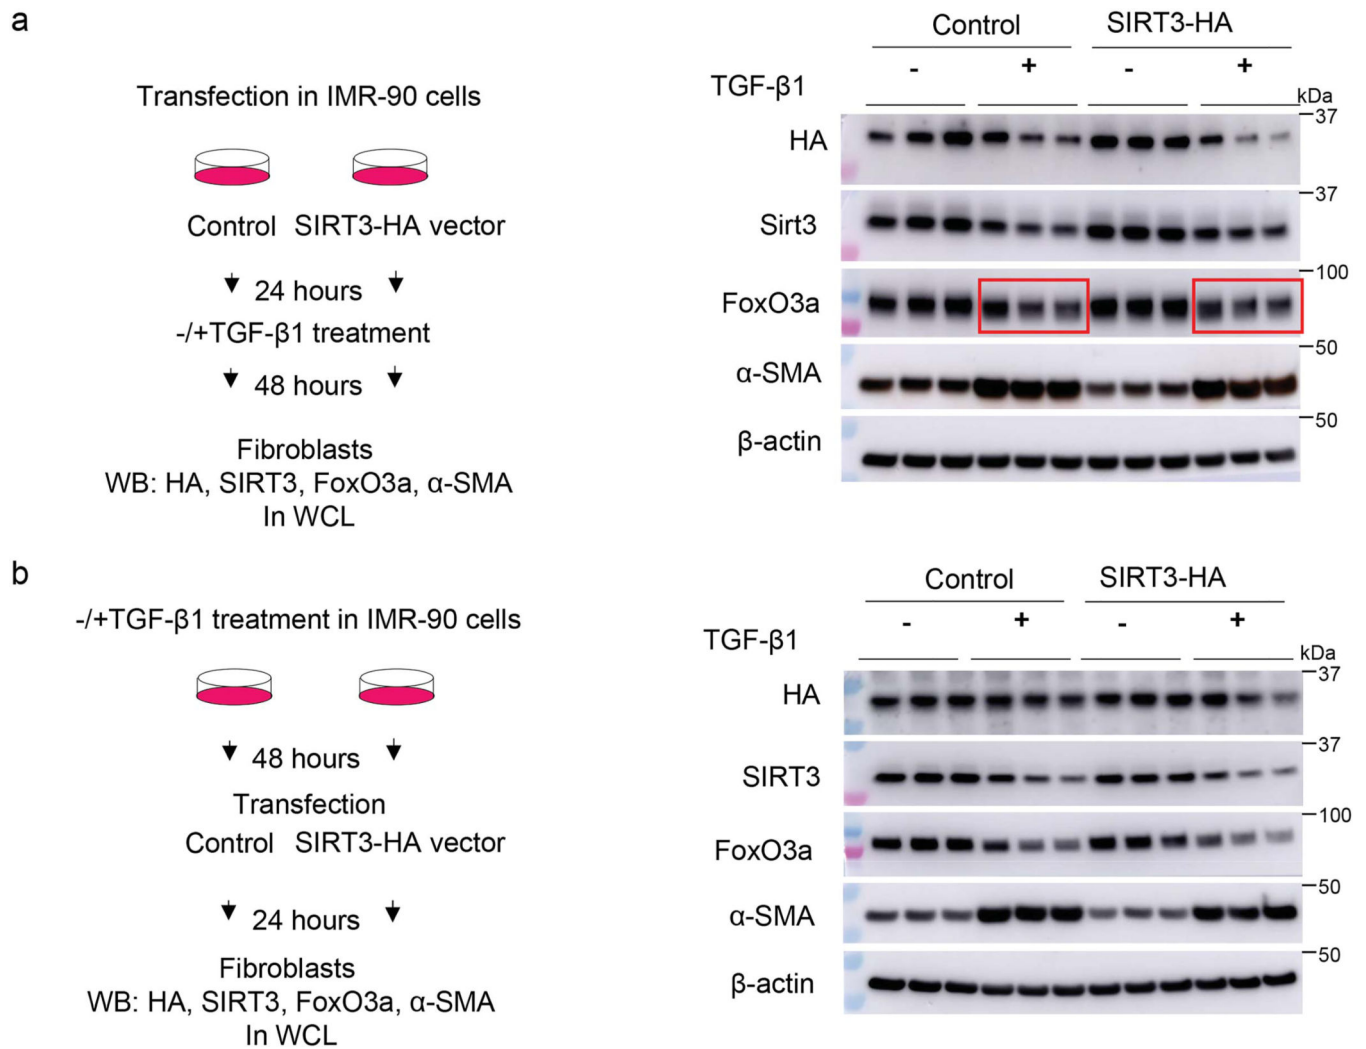 a
Transfection in IMR-90 cells
Control SIRT3-HA vector
24 hours
-/+TGF-β1 treatment
48 hours
Fibroblasts
WB: HA, SIRT3, FoxO3a, α-SMA
In WCL
Control SIRT3-HA
- + - +
TGF-β1
kDa
37
HA
37
Sirt3
100
FoxO3a
50
α-SMA
50
β-actin
b
-/+TGF-β1 treatment in IMR-90 cells
48 hours
Transfection
Control SIRT3-HA vector
24 hours
Fibroblasts
WB: HA, SIRT3, FoxO3a, α-SMA
In WCL
Control SIRT3-HA
- + - +
TGF-β1
kDa
37
HA
37
SIRT3
100
FoxO3a
50
α-SMA
50
β-actin